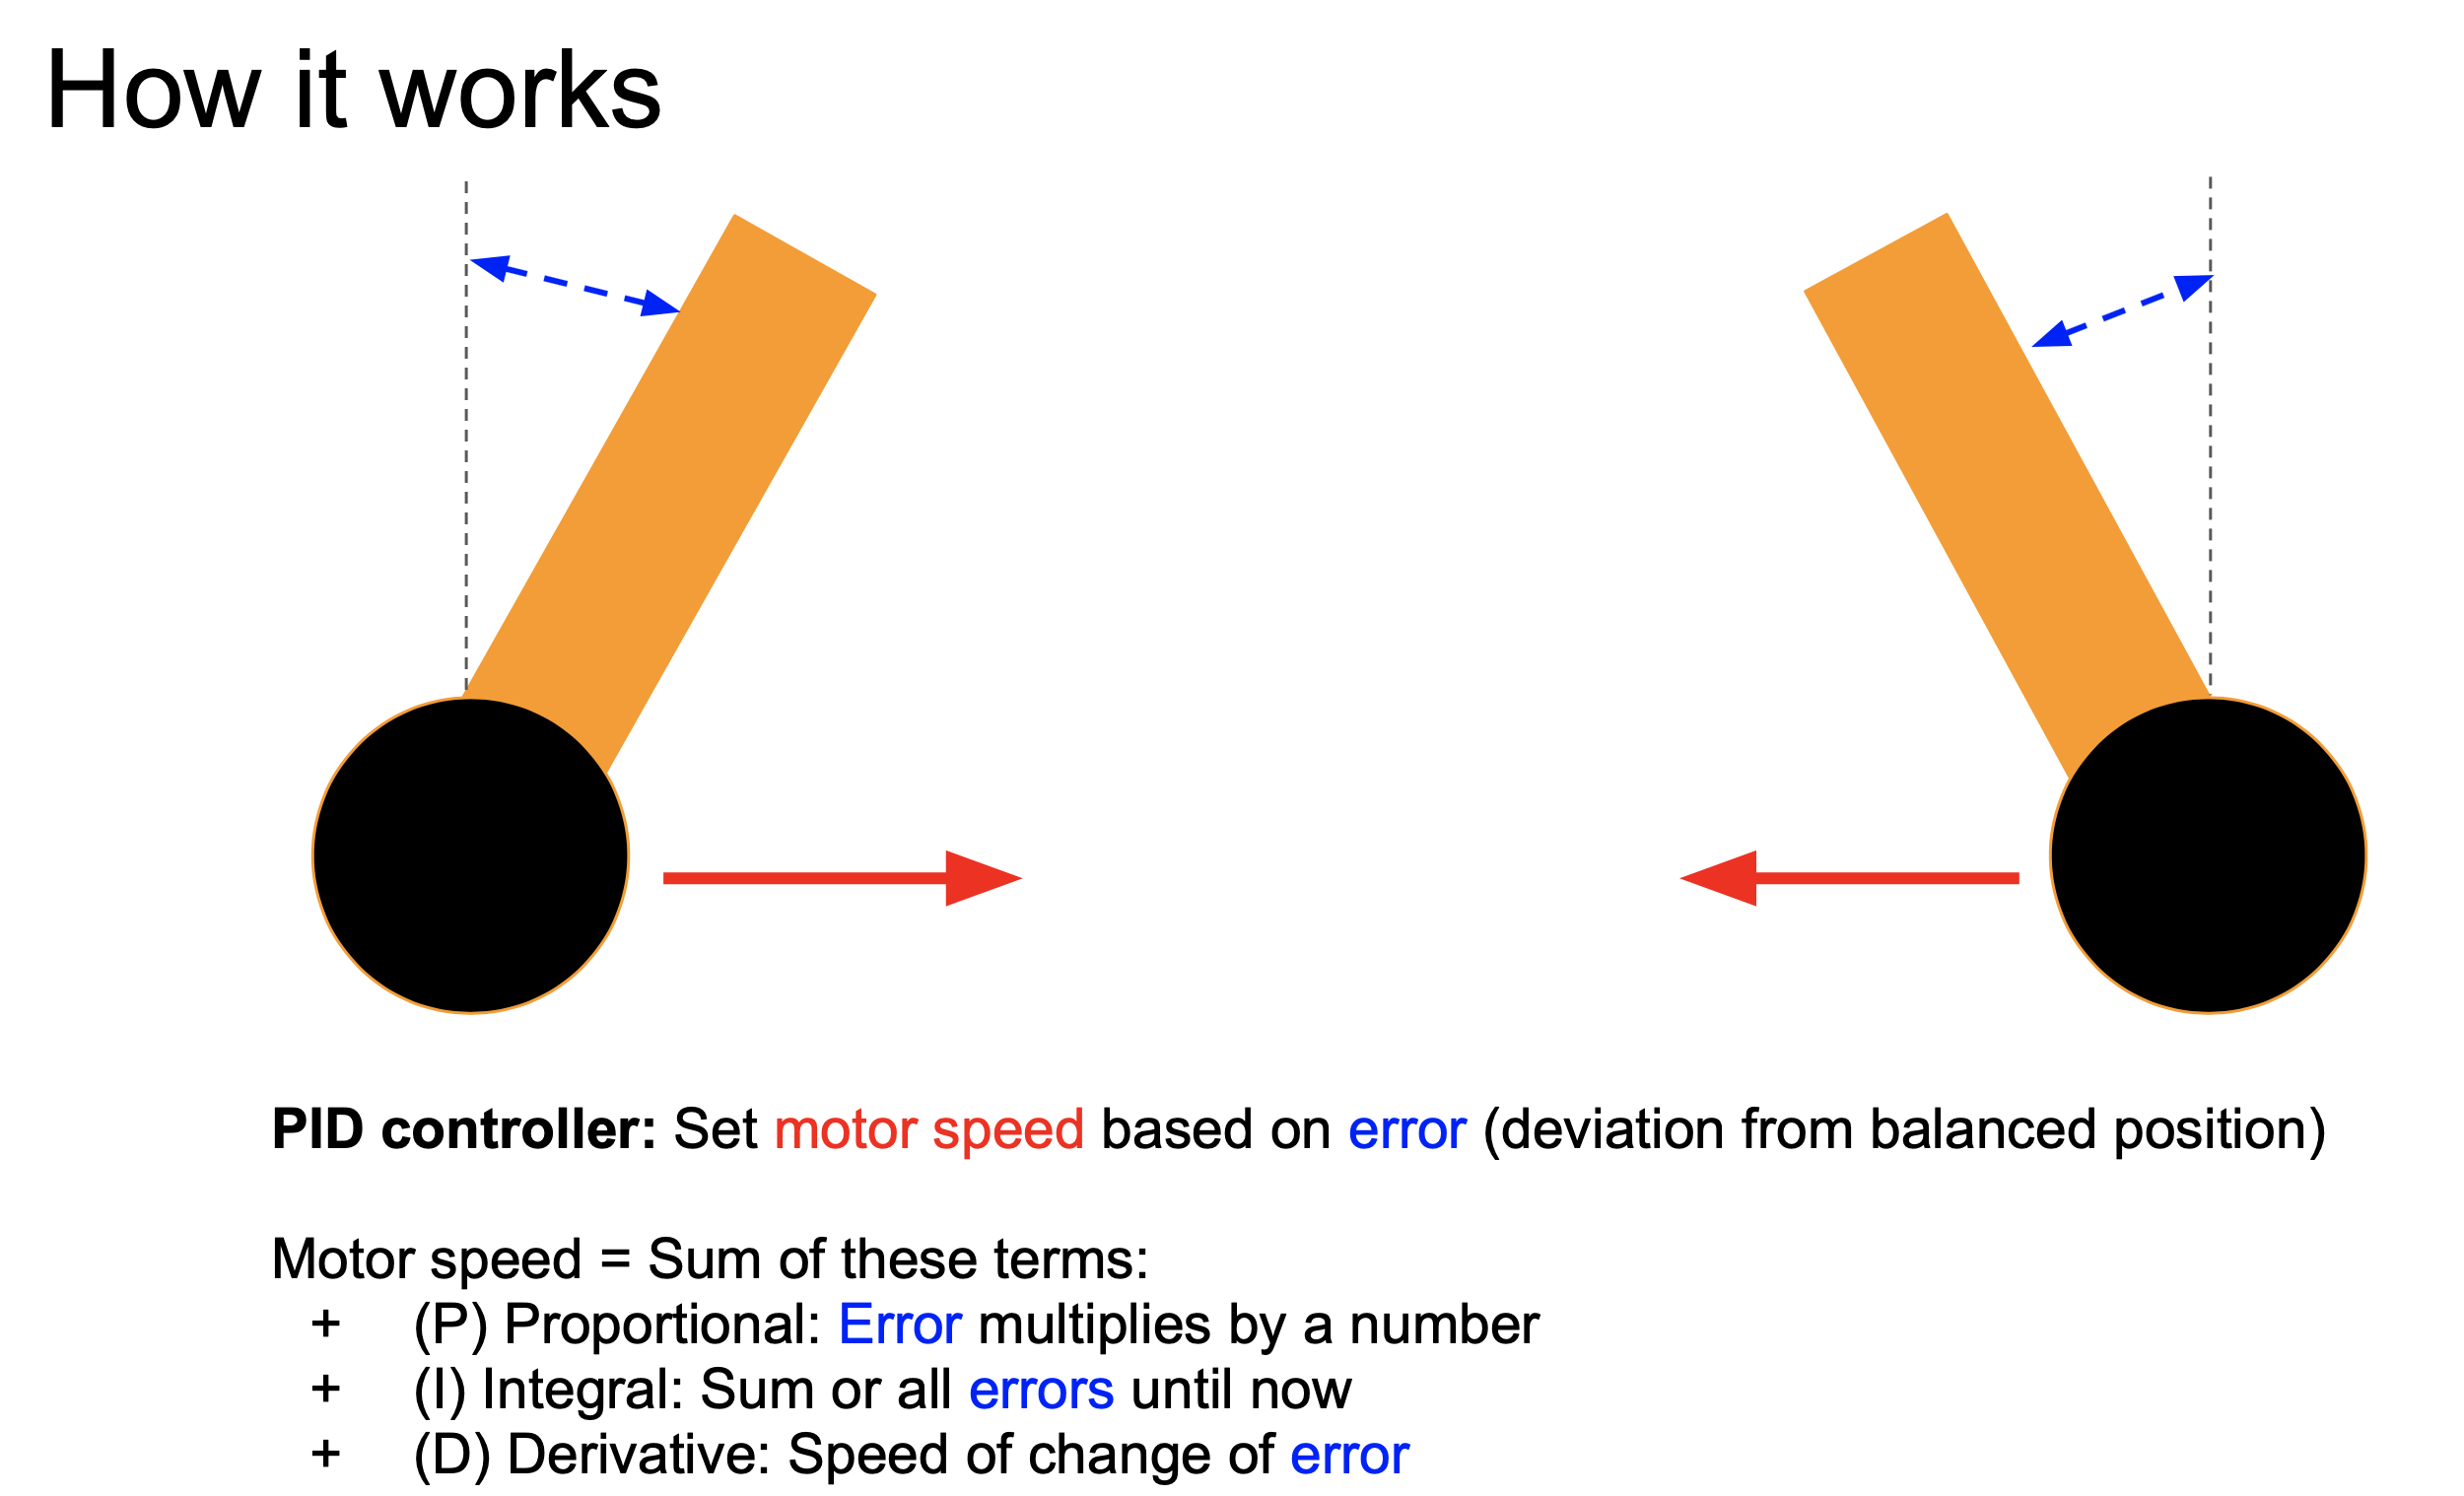 How it works
PID controller: Set motor speed based on error (deviation from balanced position)
Motor speed = Sum of these terms:
+ (P) Proportional: Error multiplies by a number
+ (I) Integral: Sum or all errors until now
+ (D) Derivative: Speed of change of error